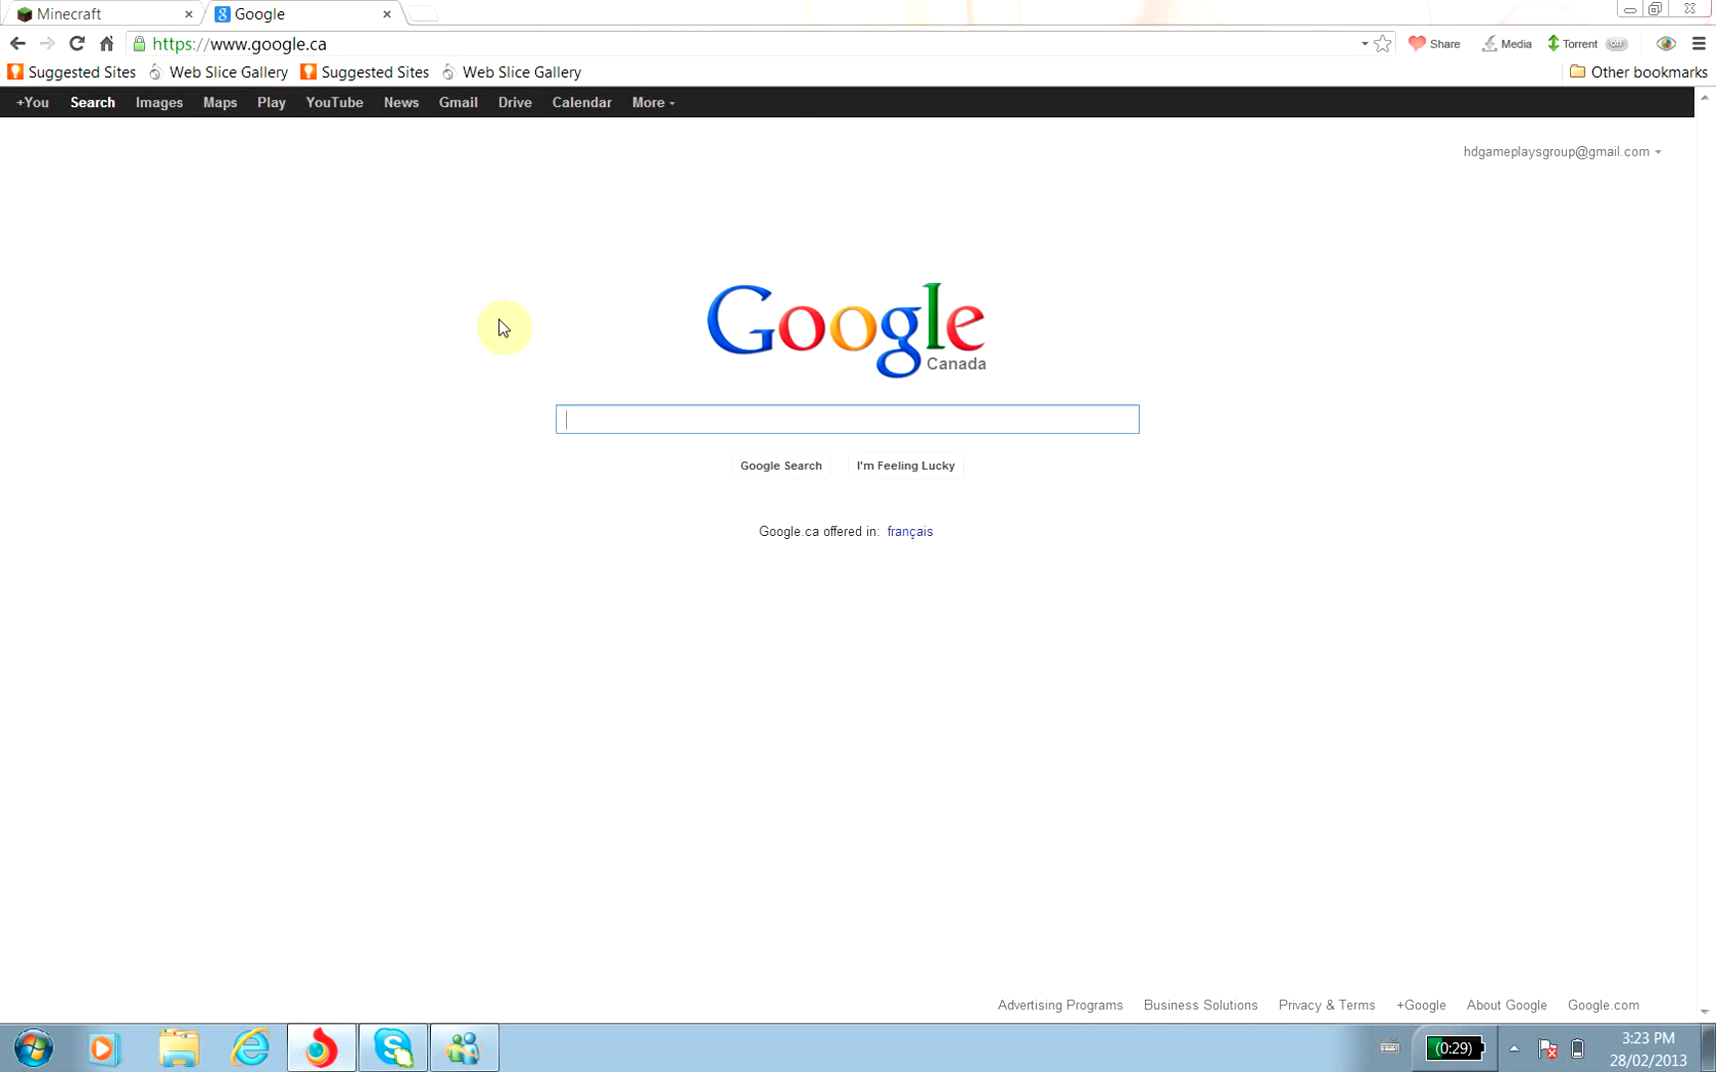 Minecraft
Google
https://www.google.ca
Share
Media
Torrent
off
Suggested Sites
Web Slice Gallery
Suggested Sites
Web Slice Gallery
Other bookmarks
+You Search Images Maps Play YouTube News Gmail Drive Calendar More
hdgameplaysgroup@gmail.com
Google
Canada
Google Search
I'm Feeling Lucky
Google.ca offered in: français
Advertising Programs Business Solutions Privacy & Terms +Google About Google Google.com
(0:29)
3:23 PM
28/02/2013